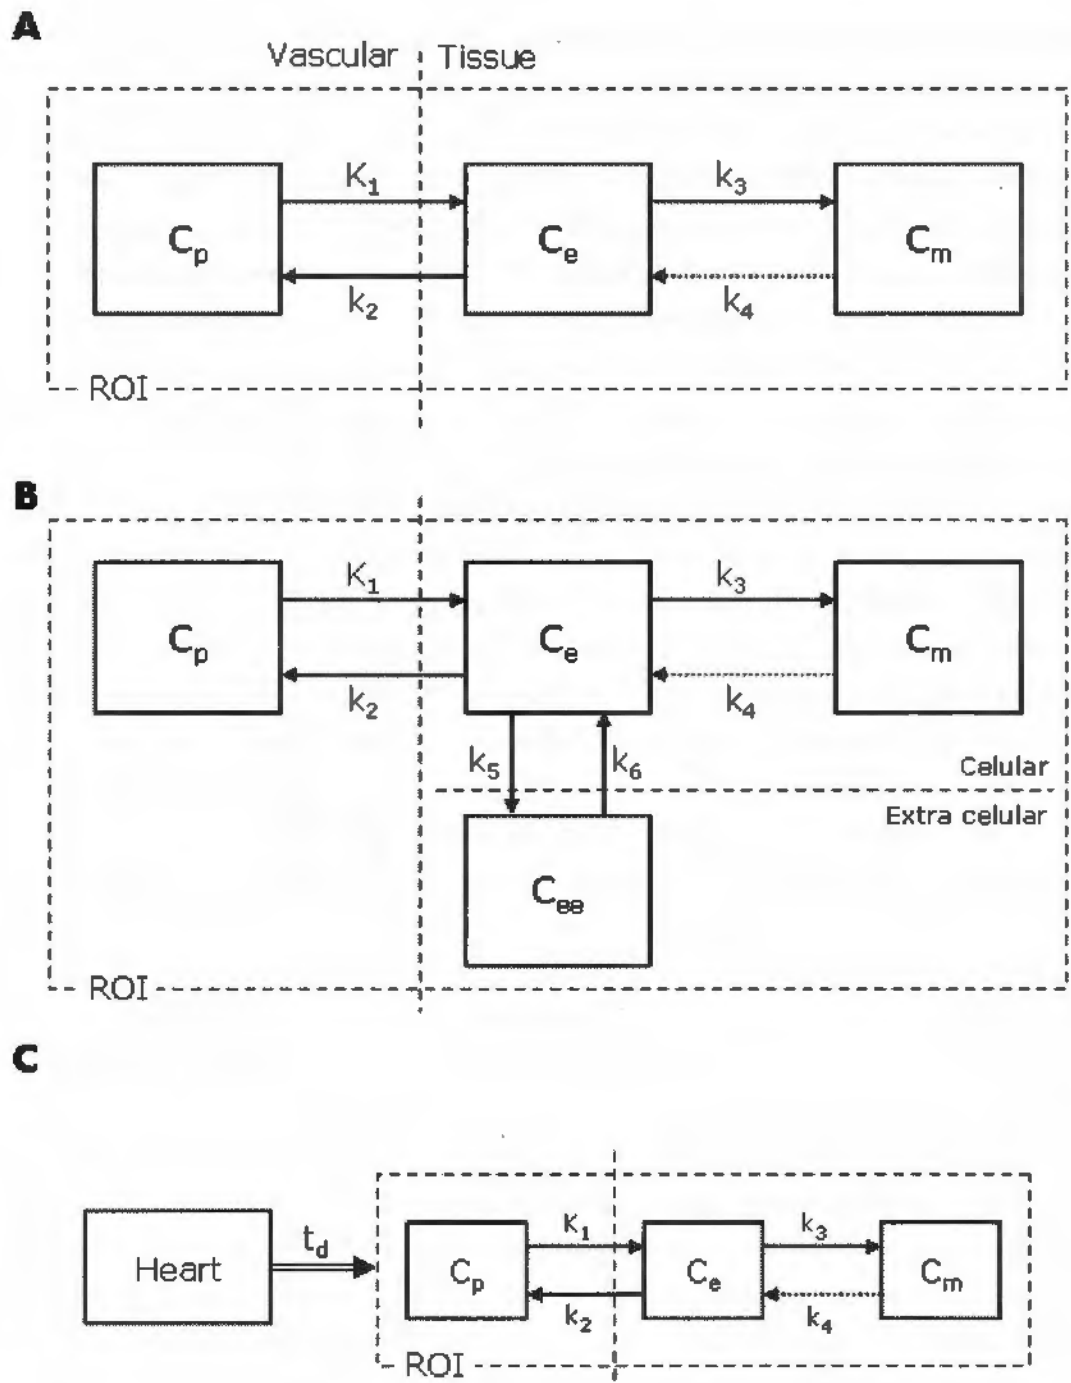 A
Vascular Tissue
K1 k3
Cp Ce Cm
k2 k4
ROI
B
K1 k3
Cp Ce Cm
k2 k4
k5 k6 Celular
Extra celular
Cee
ROI
C
K1 k3
td
Heart Cp Ce Cm
k2 k4
ROI